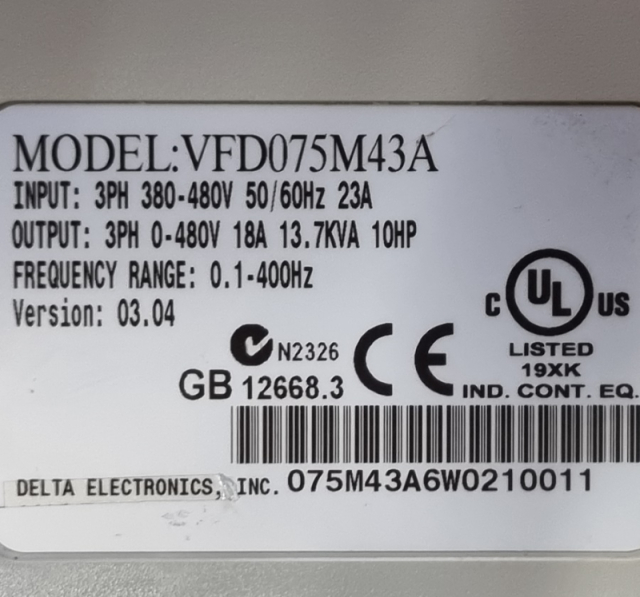 MODEL:VFD075M43A
INPUT: 3PH 380-480V 50/60Hz 23A
OUTPUT: 3PH 0-480V 18A 13.7KVA 10HP
FREQUENCY RANGE: 0.1-400Hz
Version: 03.04
N2326
CE
GB 12668.3
C UL US
LISTED
19XK
IND. CONT. EQ.
DELTA ELECTRONICS, INC. 075M43A6W0210011